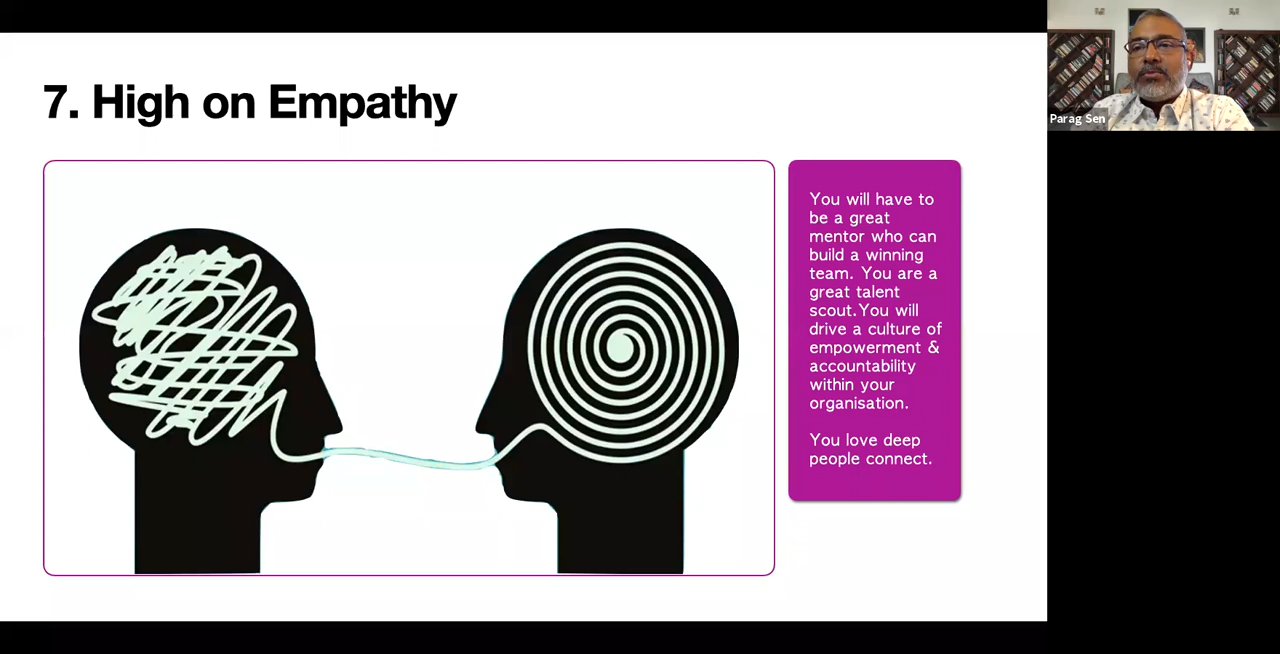 7. High on Empathy
You will have to
be a great
mentor who can
build a winning
team. You are a
great talent
scout.You will
drive a culture of
empowerment &
accountability
within your
organisation.
You love deep
people connect.
Parag Sen